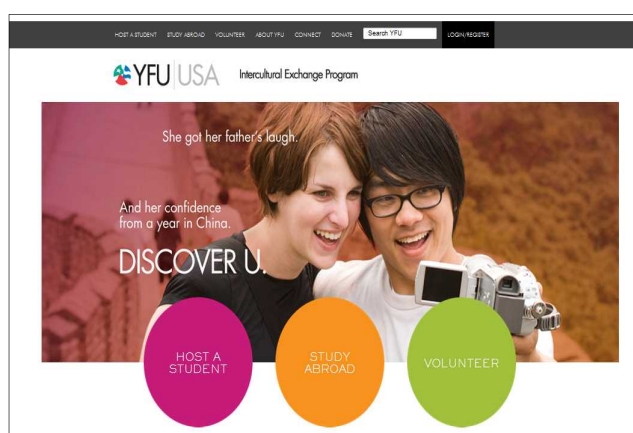 HOST A STUDENT STUDY ABROAD VOLUNTEER ABOUT YFU CONNECT DONATE Search YFU LOGIN/REGISTER
YFU USA Intercultural Exchange Program
She got her father's laugh.
And her confidence
from a year in China.
DISCOVER U.
HOST A
STUDENT
STUDY
ABROAD
VOLUNTEER